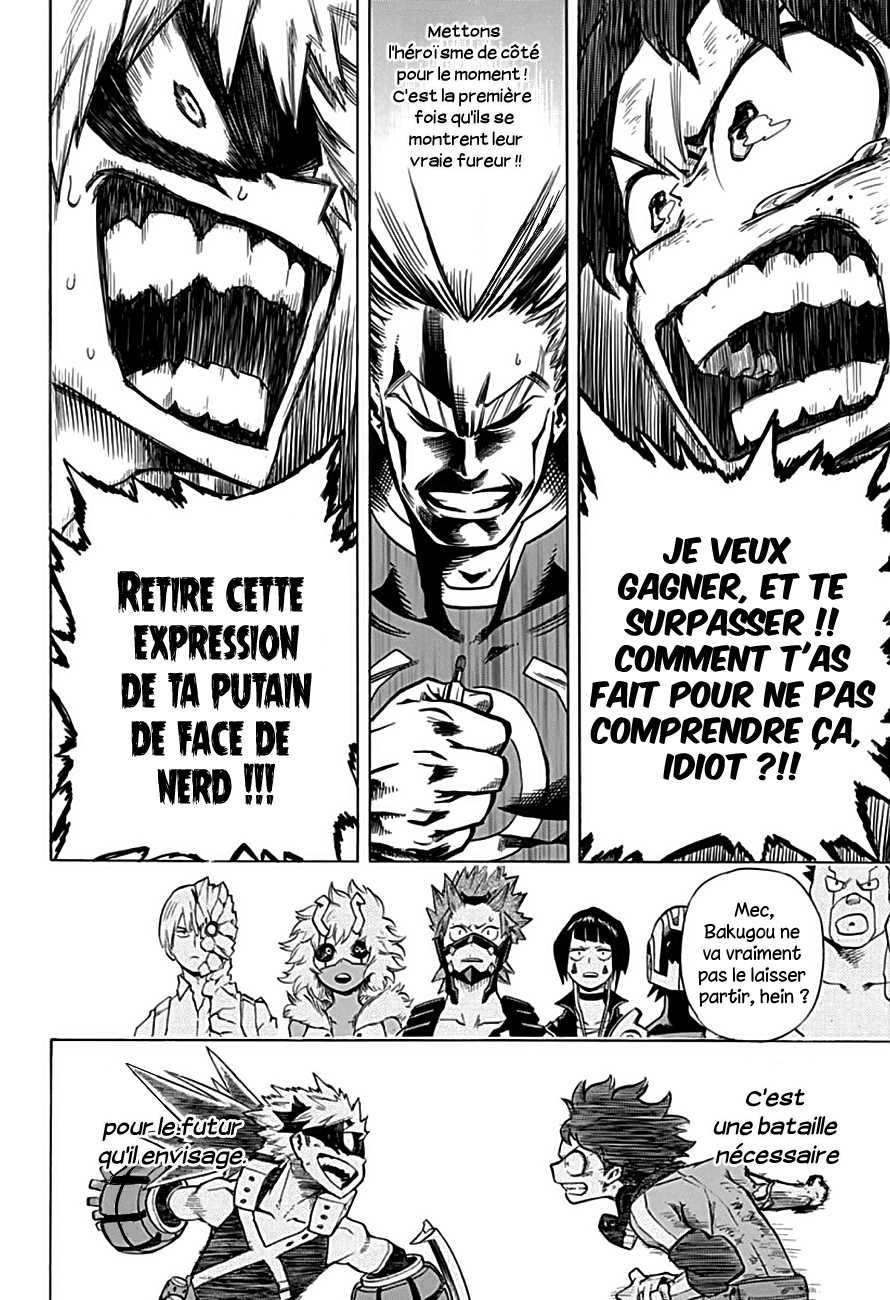 JE VEUX
GAGNER, ET TE
SURPASSER !!
COMMENT T'AS
FAIT POUR NE PAS
COMPRENDRE ÇA,
IDIOT ?!!
Mettons
l'héroïsme de côté
pour le moment !
C'est la première
fois qu'ils se
montrent leur
vraie fureur !!
RETIRE CETTE
EXPRESSION
DE TA PUTAIN
DE FACE DE
NERD !!!
Mec,
Bakugou ne
va vraiment
pas le laisser
partir, hein ?
C'est
une bataille
nécessaire
pour le futur
qu'il envisage.